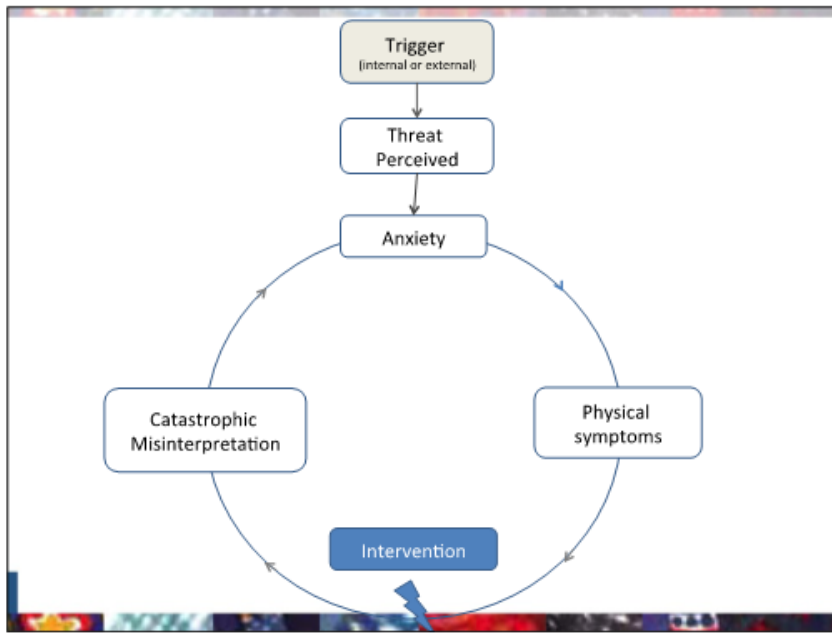 Trigger
(internal or external)
Threat
Perceived
Anxiety
Catastrophic
Misinterpretation
Physical
symptoms
Intervention